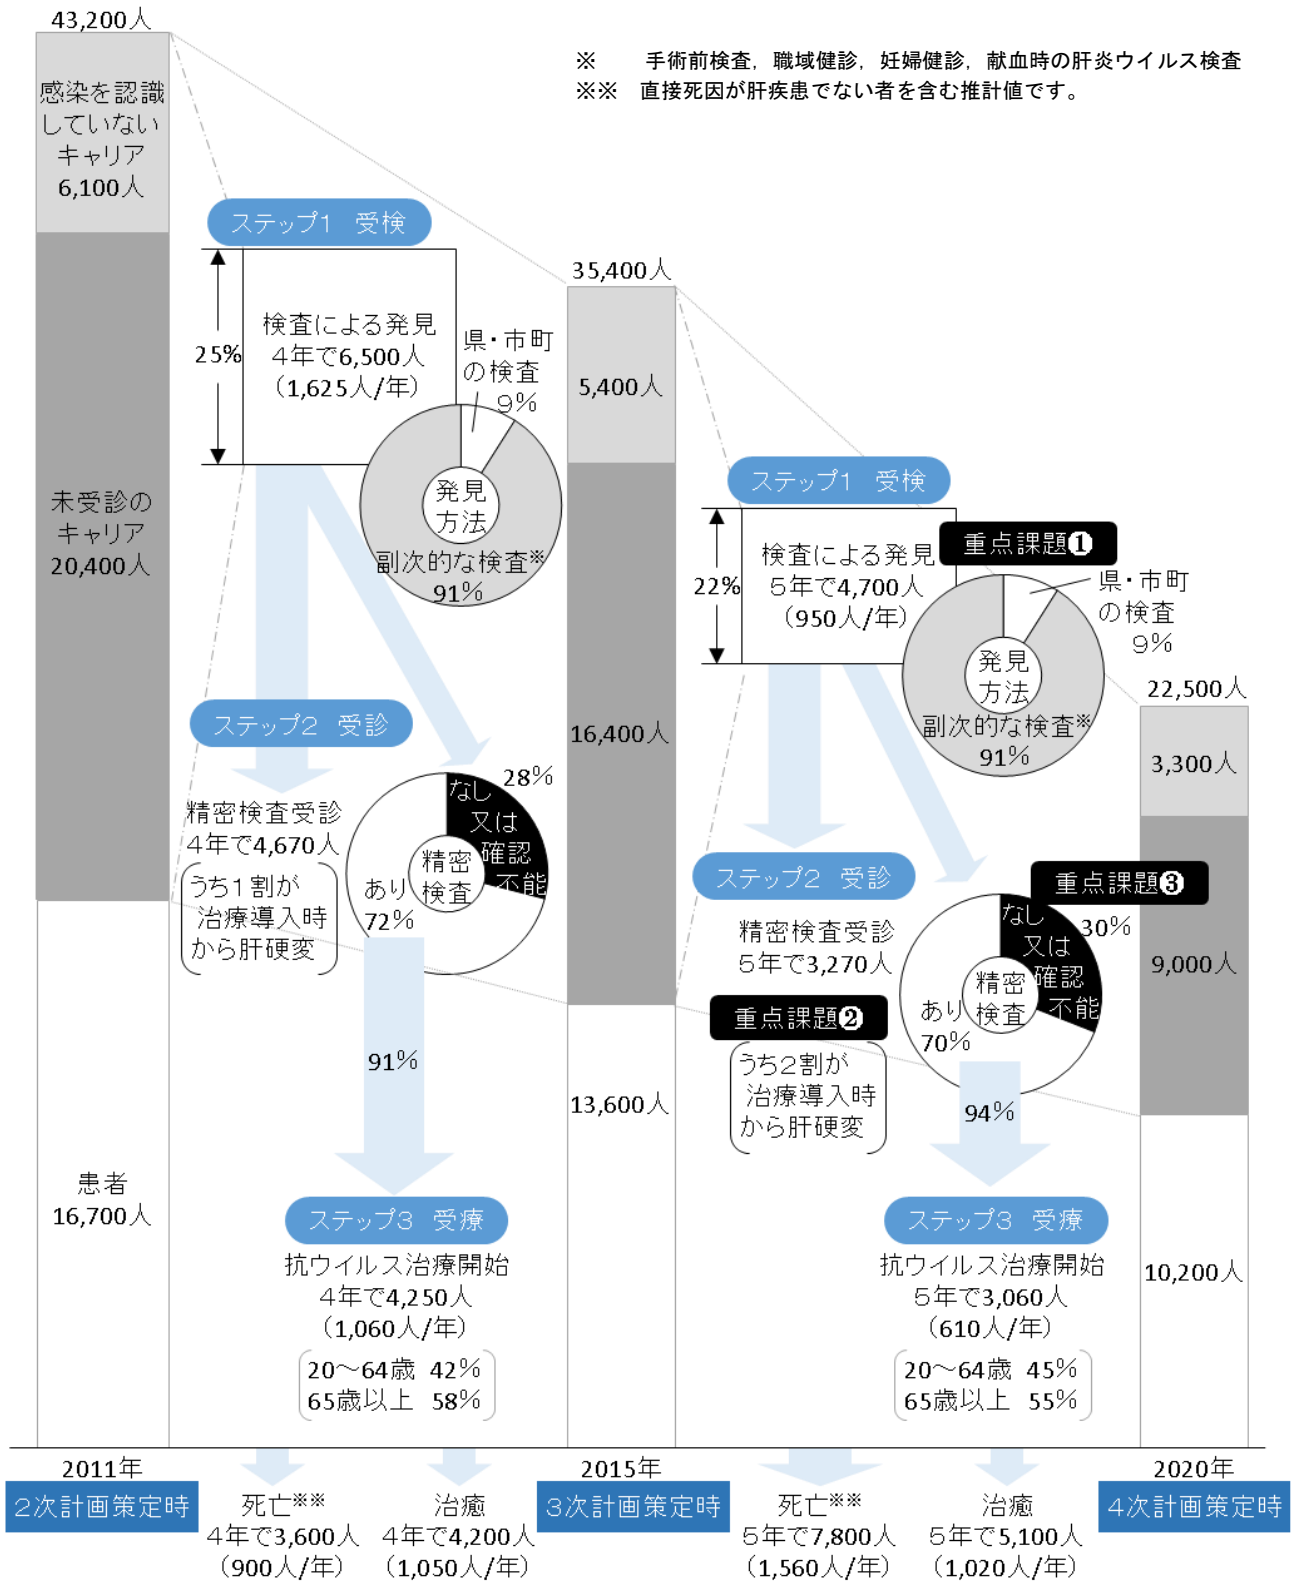 43,200人
※　手術前検査，職域健診，妊婦健診，献血時の肝炎ウイルス検査
※※　直接死因が肝疾患でない者を含む推計値です。
感染を認識
していない
キャリア
6,100人
未受診の
キャリア
20,400人
患者
16,700人
ステップ1　受検
25%
検査による発見
4年で6,500人
（1,625人/年）
県・市町
の検査
9%
発見
方法
副次的な検査※
91%
ステップ2　受診
精密検査受診
4年で4,670人
うち1割が
治療導入時
から肝硬変
28%
なし
又は
確認
不能
精密
検査
あり
72%
91%
ステップ3　受療
抗ウイルス治療開始
4年で4,250人
（1,060人/年）
20～64歳 42%
65歳以上 58%
35,400人
5,400人
16,400人
13,600人
ステップ1　受検
22%
検査による発見
5年で4,700人
（950人/年）
重点課題❶
県・市町
の検査
9%
発見
方法
副次的な検査※
91%
ステップ2　受診
精密検査受診
5年で3,270人
重点課題❷
うち2割が
治療導入時
から肝硬変
重点課題❸
30%
なし
又は
確認
不能
精密
検査
あり
70%
94%
ステップ3　受療
抗ウイルス治療開始
5年で3,060人
（610人/年）
20～64歳 45%
65歳以上 55%
22,500人
3,300人
9,000人
10,200人
2011年
2次計画策定時
死亡※※
4年で3,600人
（900人/年）
治癒
4年で4,200人
（1,050人/年）
2015年
3次計画策定時
死亡※※
5年で7,800人
（1,560人/年）
治癒
5年で5,100人
（1,020人/年）
2020年
4次計画策定時